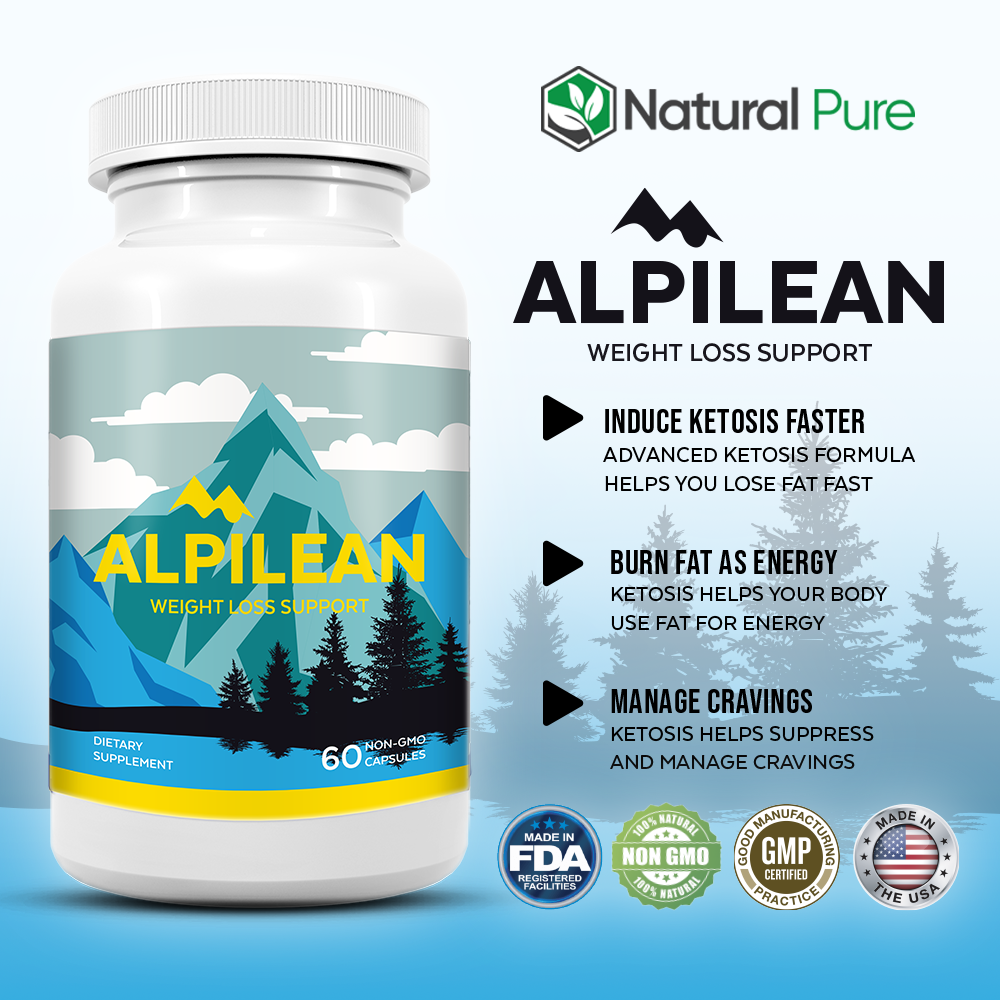 Natural Pure
ALPILEAN
WEIGHT LOSS SUPPORT
INDUCE KETOSIS FASTER
ADVANCED KETOSIS FORMULA
HELPS YOU LOSE FAT FAST
BURN FAT AS ENERGY
KETOSIS HELPS YOUR BODY
USE FAT FOR ENERGY
MANAGE CRAVINGS
KETOSIS HELPS SUPPRESS
AND MANAGE CRAVINGS
ALPILEAN
WEIGHT LOSS SUPPORT
DIETARY
SUPPLEMENT
60 NON-GMO
CAPSULES
MADE IN
FDA
REGISTERED
FACILITIES
100% NATURAL
NON GMO
100% NATURAL
GOOD MANUFACTURING
GMP
CERTIFIED
PRACTICE
MADE IN
THE USA